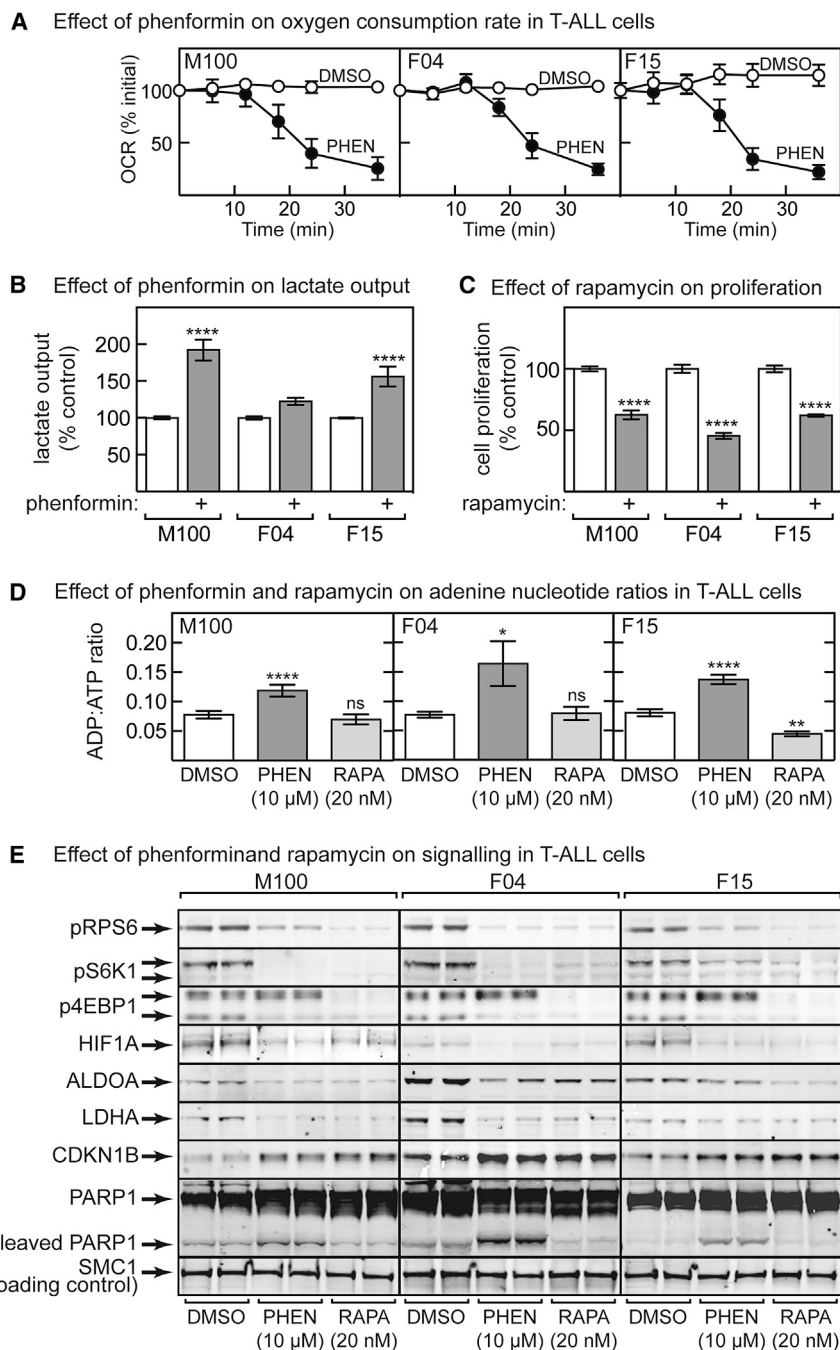 A Effect of phenformin on oxygen consumption rate in T-ALL cells
M100 F04 F15
OCR (% initial)
100
50
DMSO DMSO DMSO
PHEN PHEN PHEN
10 20 30 10 20 30 10 20 30
Time (min) Time (min) Time (min)
B Effect of phenformin on lactate output
lactate output
(% control)
200
150
100
50
**** ****
phenformin: + + +
M100 F04 F15
C Effect of rapamycin on proliferation
cell proliferation
(% control)
100
50
**** **** ****
rapamycin: + + +
M100 F04 F15
D Effect of phenformin and rapamycin on adenine nucleotide ratios in T-ALL cells
M100 F04 F15
ADP:ATP ratio
0.20
0.15
0.10
0.05
**** ns * ns **** **
DMSO PHEN RAPA DMSO PHEN RAPA DMSO PHEN RAPA
(10 µM) (20 nM) (10 µM) (20 nM) (10 µM) (20 nM)
E Effect of phenforminand rapamycin on signalling in T-ALL cells
M100 F04 F15
pRPS6
pS6K1
p4EBP1
HIF1A
ALDOA
LDHA
CDKN1B
PARP1
leaved PARP1
SMC1
oading control)
DMSO PHEN RAPA DMSO PHEN RAPA DMSO PHEN RAPA
(10 µM) (20 nM) (10 µM) (20 nM) (10 µM) (20 nM)